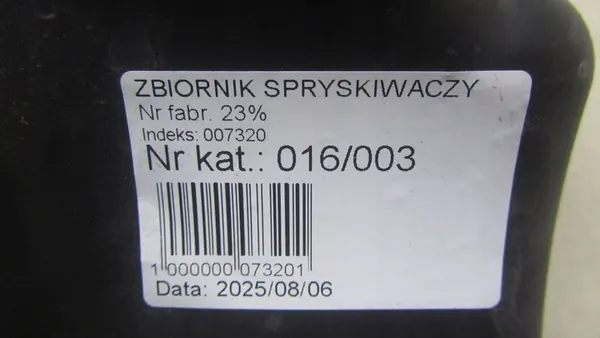 ZBIORNIK SPRYSKIWACZY
Nr fabr. 23%
Indeks: 007320
Nr kat.: 016/003
1 000000 073201
Data: 2025/08/06